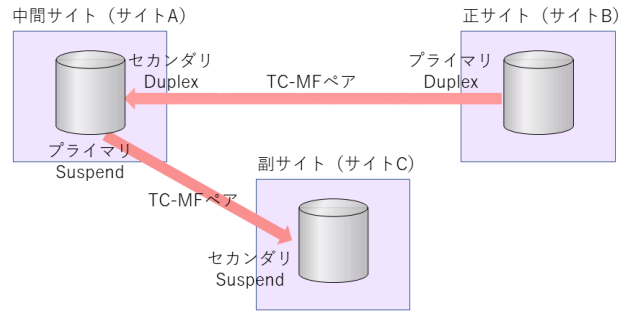 中間サイト（サイトA）
正サイト（サイトB）
セカンダリ
Duplex
TC-MFペア
プライマリ
Duplex
プライマリ
Suspend
副サイト（サイトC）
TC-MFペア
セカンダリ
Suspend